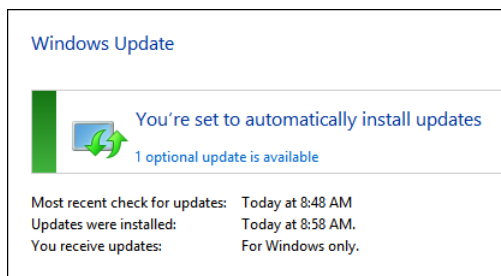 Windows Update
You're set to automatically install updates
1 optional update is available
Most recent check for updates: Today at 8:48 AM
Updates were installed: Today at 8:58 AM.
You receive updates: For Windows only.